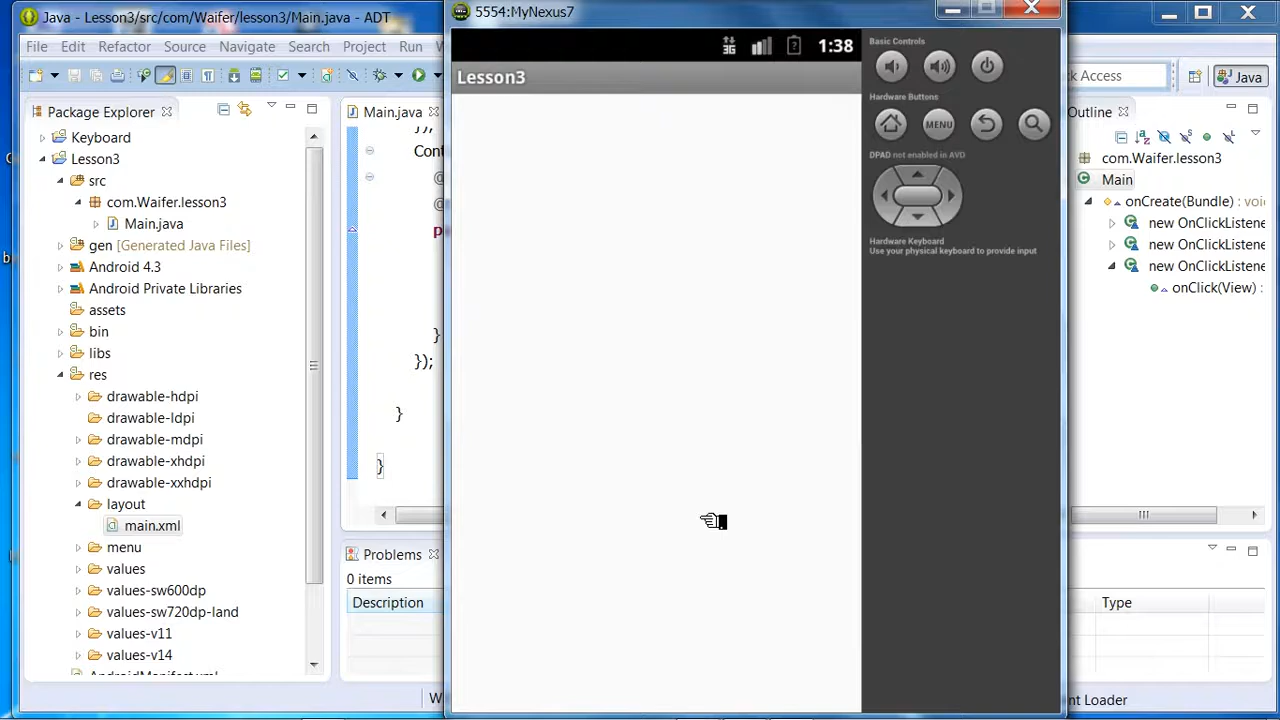 Java - Lesson3/src/com/Waifer/lesson3/Main.java - ADT
5554:MyNexus7
File Edit Refactor Navigate Search Project Run
Access
Java
3G
1:38
Lesson3
Basic Controls
Hardware Buttons
MENU
DPAD not enabled in AVD
Hardware Keyboard
Use your physical keyboard to provide input
Package Explorer
Keyboard
Lesson3
src
com.Waifer.lesson3
Main.java
gen [Generated Java Files]
Android 4.3
Android Private Libraries
assets
bin
libs
res
drawable-hdpi
drawable-ldpi
drawable-mdpi
drawable-xhdpi
drawable-xxhdpi
layout
main.xml
menu
values
values-sw600dp
values-sw720dp-land
values-v11
values-v14
AndroidManifest.xml
Main.java
});
Cont
@
@
p
}
});
}
}
Problems
0 items
Description
Outline
com.Waifer.lesson3
Main
onCreate(Bundle) : void
new OnClickListene
new OnClickListene
new OnClickListene
onClick(View) :
Type
W
nt Loader